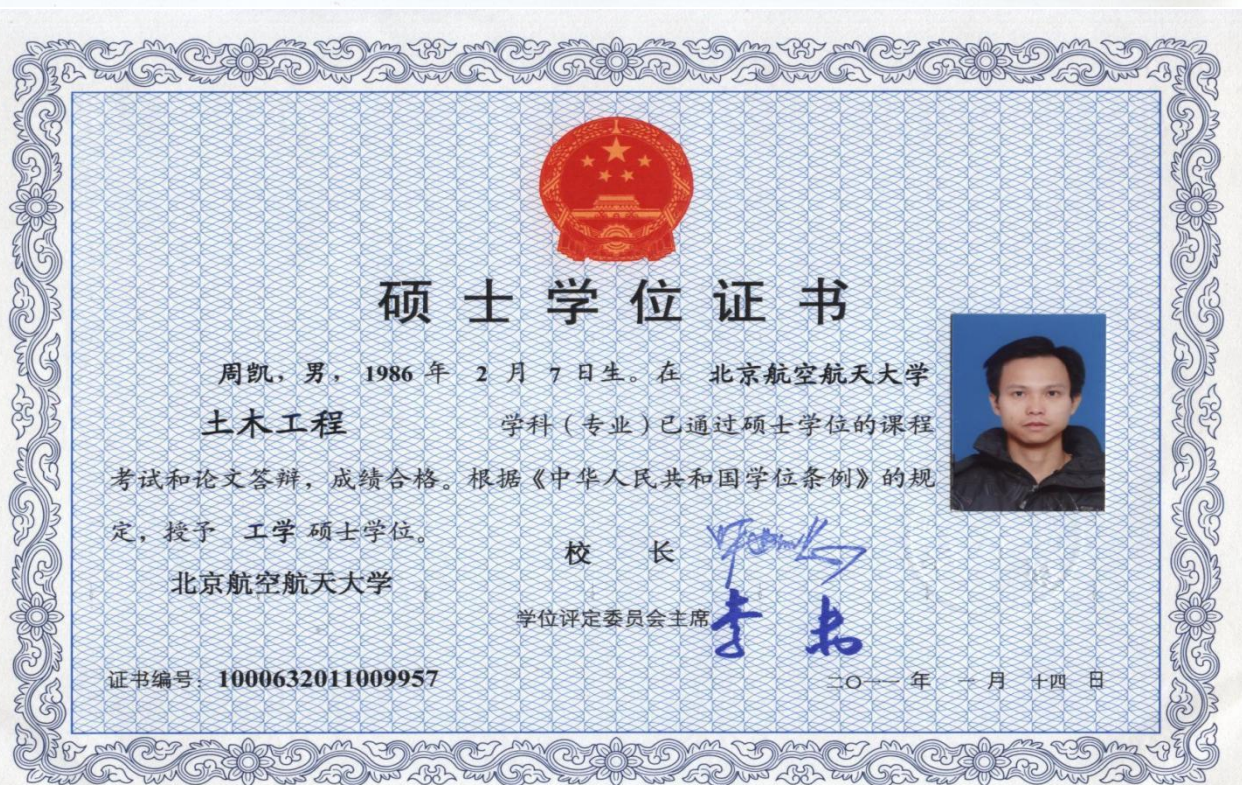 硕士学位证书
周凯，男，1986 年 2 月 7 日生。在 北京航空航天大学
土木工程 学科（专业）已通过硕士学位的课程
考试和论文答辩，成绩合格。根据《中华人民共和国学位条例》的规
定，授予 工学 硕士学位。
北京航空航天大学
校 长
学位评定委员会主席
证书编号：1000632011009957
二〇一一 年 一 月 十四 日